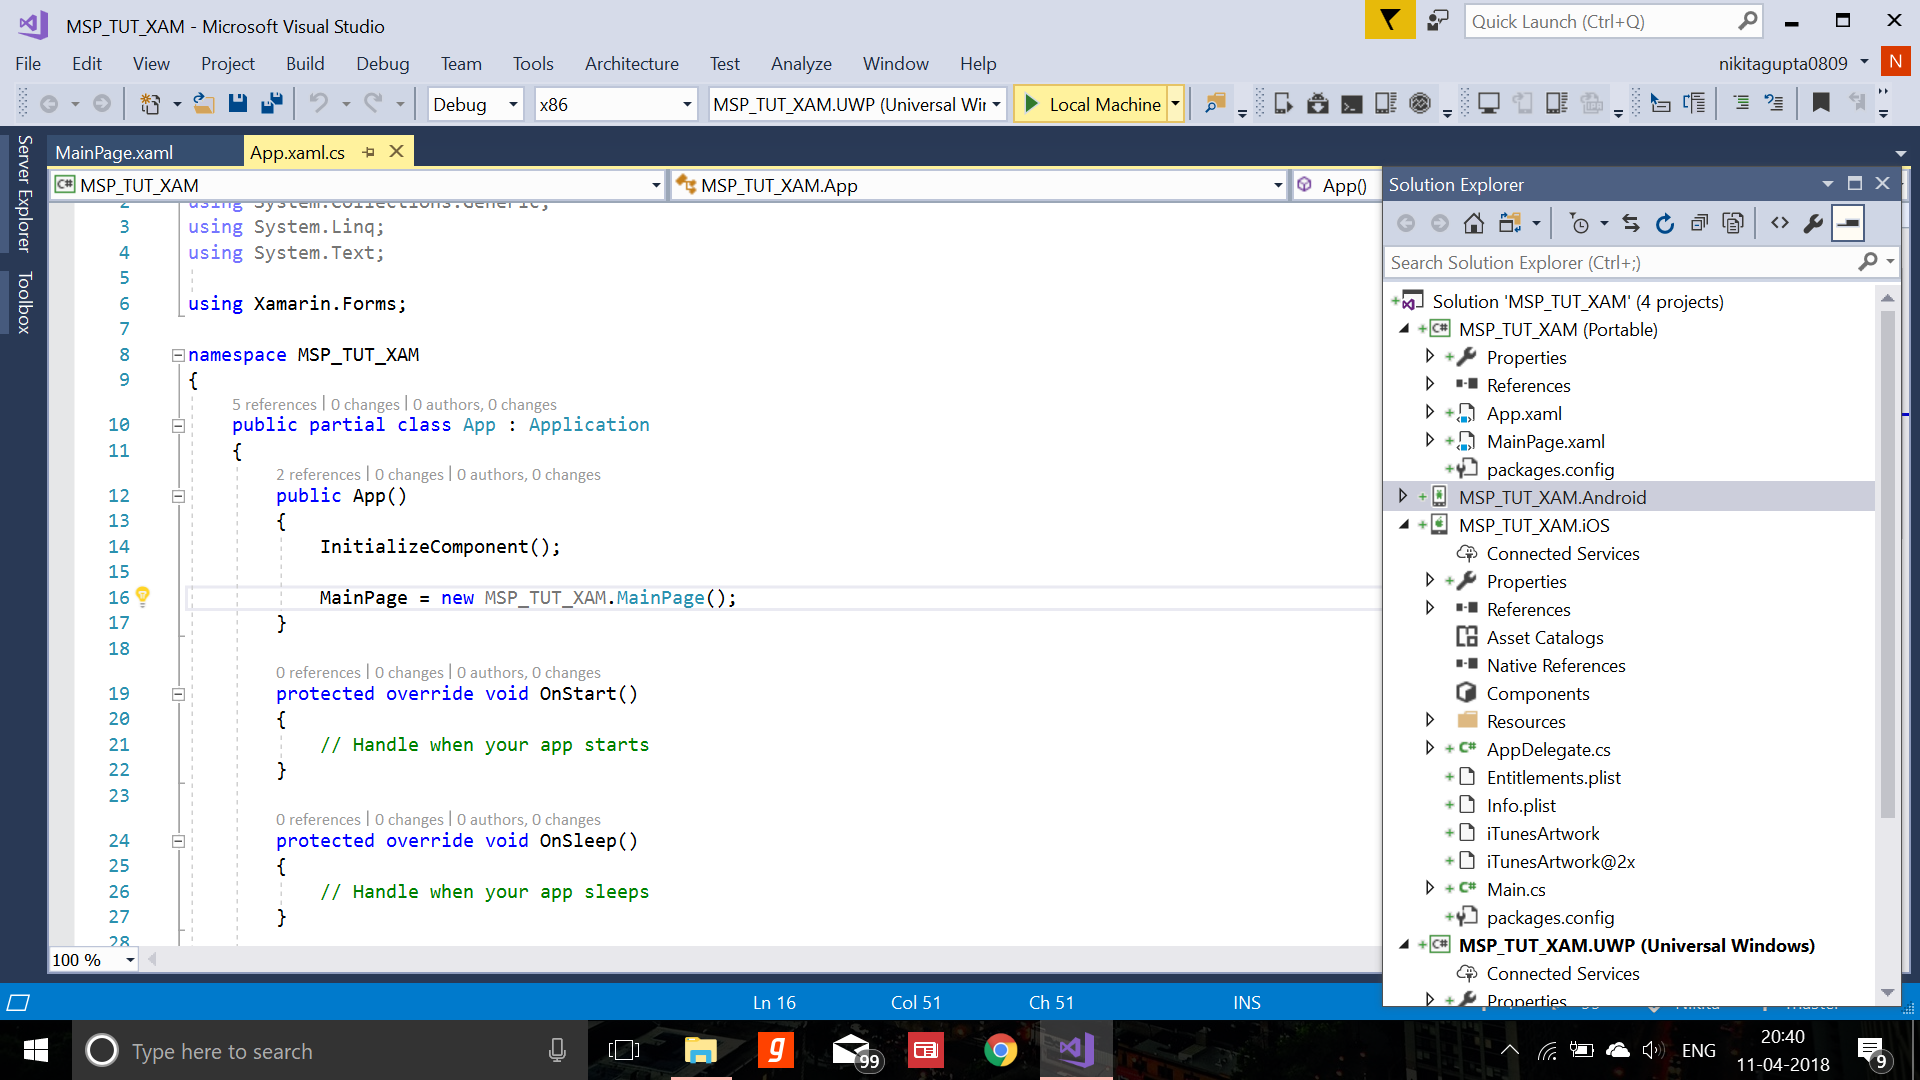 MSP_TUT_XAM - Microsoft Visual Studio
Quick Launch (Ctrl+Q)
File Edit View Project Build Debug Team Tools Architecture Test Analyze Window Help
nikitagupta0809 N
Debug x86 MSP_TUT_XAM.UWP (Universal Wir Local Machine
Server Explorer
Toolbox
MainPage.xaml App.xaml.cs
MSP_TUT_XAM MSP_TUT_XAM.App App()
2 using System.Collections.Generic;
3 using System.Linq;
4 using System.Text;
5
6 using Xamarin.Forms;
7
8 namespace MSP_TUT_XAM
9 {
5 references | 0 changes | 0 authors, 0 changes
10 public partial class App : Application
11 {
2 references | 0 changes | 0 authors, 0 changes
12 public App()
13 {
14 InitializeComponent();
15
16 MainPage = new MSP_TUT_XAM.MainPage();
17 }
18
0 references | 0 changes | 0 authors, 0 changes
19 protected override void OnStart()
20 {
21 // Handle when your app starts
22 }
23
0 references | 0 changes | 0 authors, 0 changes
24 protected override void OnSleep()
25 {
26 // Handle when your app sleeps
27 }
28
100 %
Solution Explorer
Search Solution Explorer (Ctrl+;)
Solution 'MSP_TUT_XAM' (4 projects)
C# MSP_TUT_XAM (Portable)
Properties
References
App.xaml
MainPage.xaml
packages.config
MSP_TUT_XAM.Android
MSP_TUT_XAM.iOS
Connected Services
Properties
References
Asset Catalogs
Native References
Components
Resources
C# AppDelegate.cs
Entitlements.plist
Info.plist
iTunesArtwork
iTunesArtwork@2x
C# Main.cs
packages.config
C# MSP_TUT_XAM.UWP (Universal Windows)
Connected Services
Properties
Ln 16 Col 51 Ch 51 INS
Type here to search
g
99
ENG
20:40
11-04-2018
9